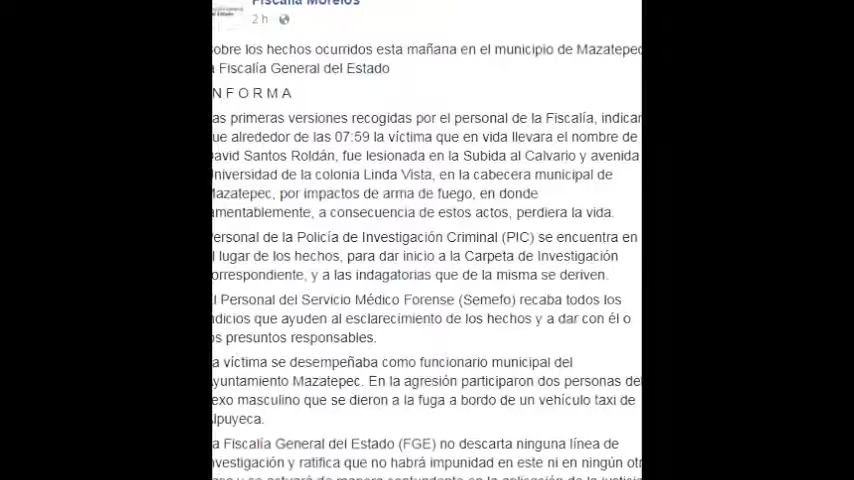 Fiscalía Morelos
2 h
obre los hechos ocurridos esta mañana en el municipio de Mazatepec
a Fiscalía General del Estado
N F O R M A
as primeras versiones recogidas por el personal de la Fiscalía, indican
ue alrededor de las 07:59 la víctima que en vida llevara el nombre de
avid Santos Roldán, fue lesionada en la Subida al Calvario y avenida
niversidad de la colonia Linda Vista, en la cabecera municipal de
Mazatepec, por impactos de arma de fuego, en donde
amentablemente, a consecuencia de estos actos, perdiera la vida.
ersonal de la Policía de Investigación Criminal (PIC) se encuentra en
l lugar de los hechos, para dar inicio a la Carpeta de Investigación
orrespondiente, y a las indagatorias que de la misma se deriven.
l Personal del Servicio Médico Forense (Semefo) recaba todos los
ndicios que ayuden al esclarecimiento de los hechos y a dar con él o
os presuntos responsables.
a víctima se desempeñaba como funcionario municipal del
yuntamiento Mazatepec. En la agresión participaron dos personas del
exo masculino que se dieron a la fuga a bordo de un vehículo taxi de
lpuyeca.
a Fiscalía General del Estado (FGE) no descarta ninguna línea de
nvestigación y ratifica que no habrá impunidad en este ni en ningún otr